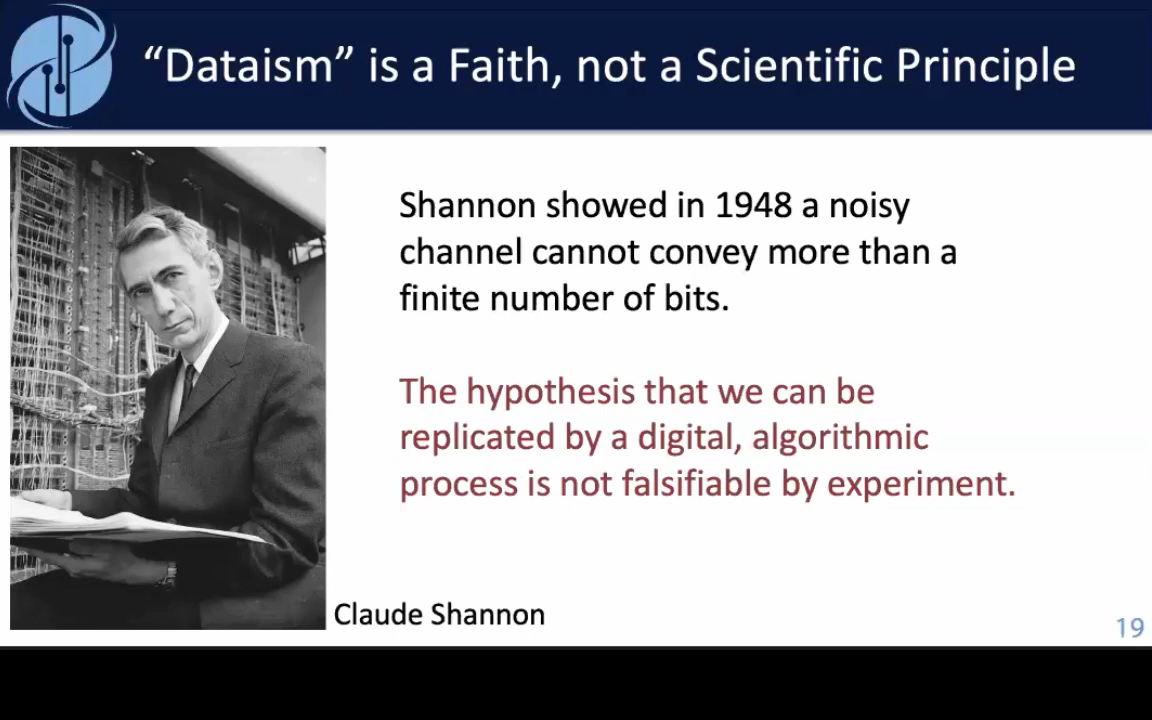 “Dataism” is a Faith, not a Scientific Principle
Shannon showed in 1948 a noisy
channel cannot convey more than a
finite number of bits.
The hypothesis that we can be
replicated by a digital, algorithmic
process is not falsifiable by experiment.
Claude Shannon
19